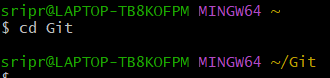 sripr@LAPTOP-TB8KOFPM MINGW64 ~
$ cd Git
sripr@LAPTOP-TB8KOFPM MINGW64 ~/Git
$